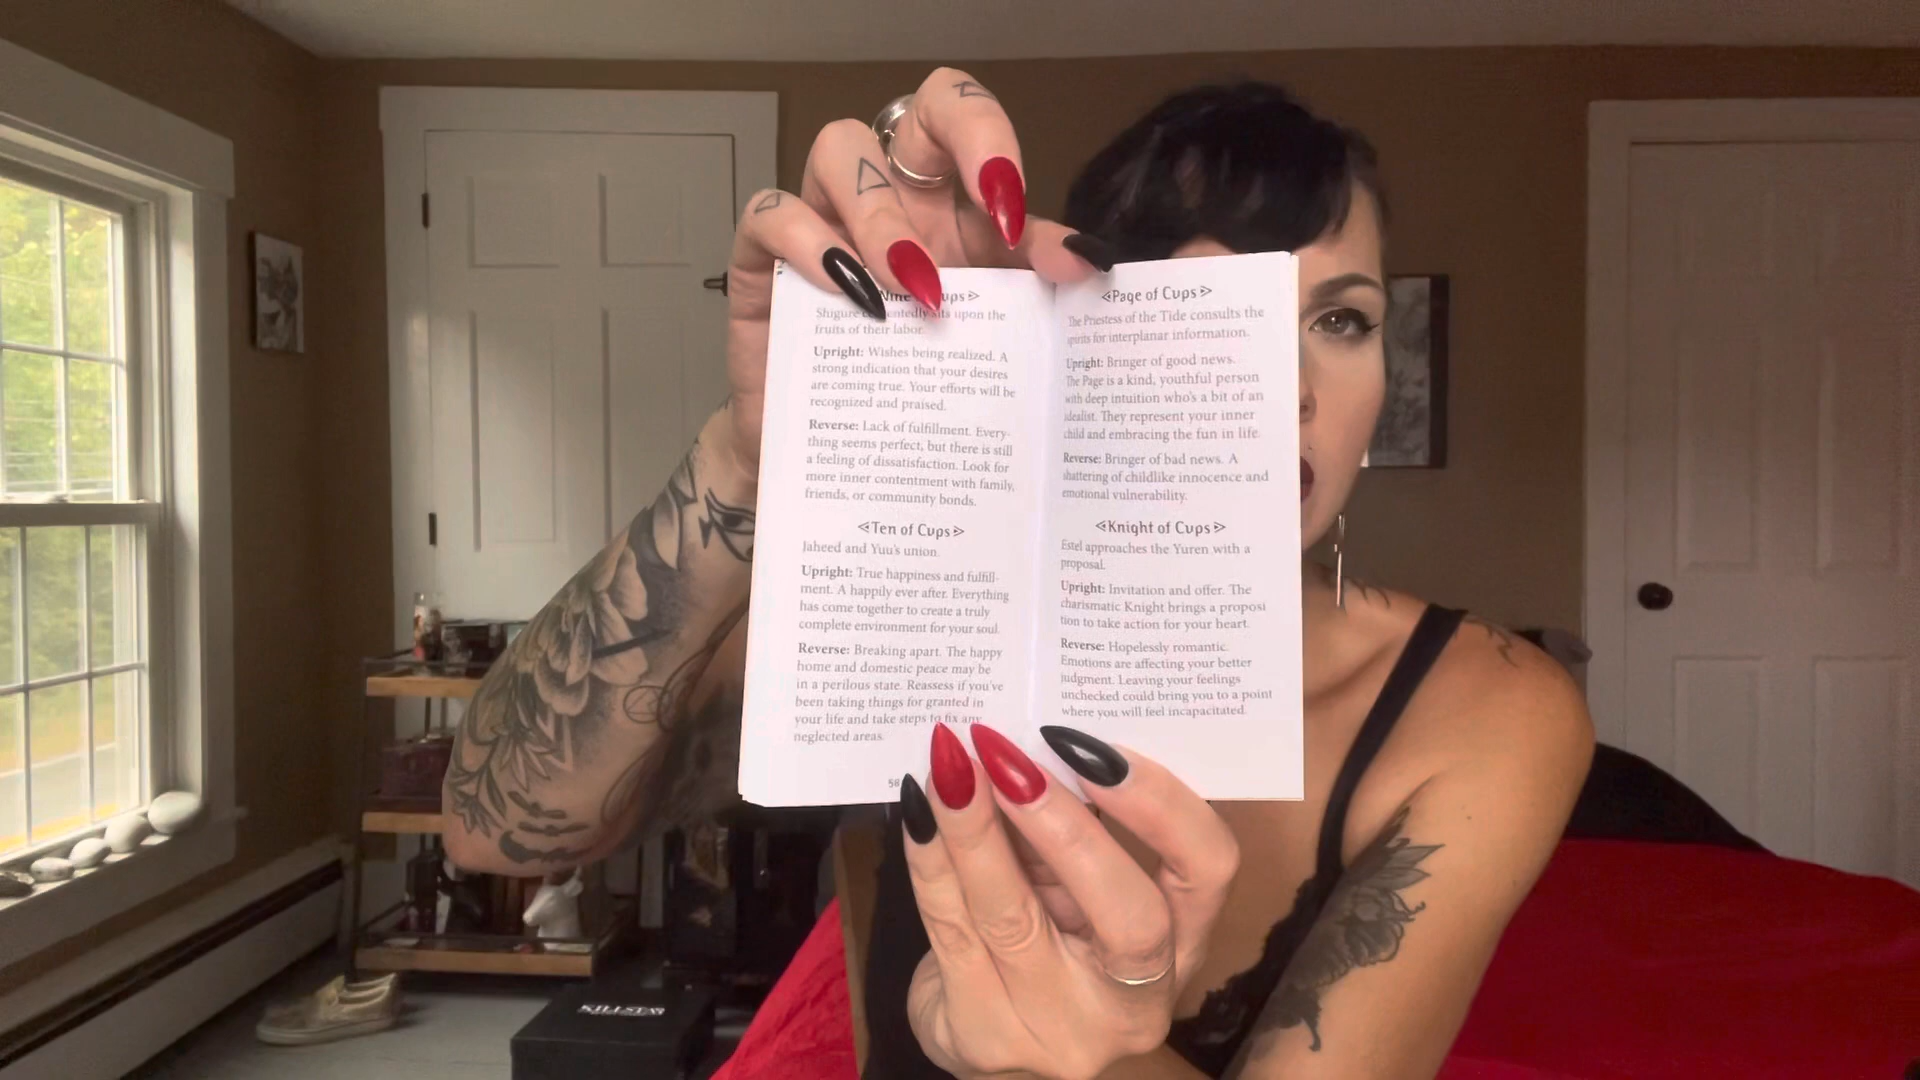 Nine Cups
Shigure contentedly sits upon the
fruits of their labor.
Upright: Wishes being realized. A
strong indication that your desires
are coming true. Your efforts will be
recognized and praised.
Reverse: Lack of fulfillment. Every-
thing seems perfect, but there is still
a feeling of dissatisfaction. Look for
more inner contentment with family,
friends, or community bonds.
<Ten of Cups>
Jaheed and Yuu's union.
Upright: True happiness and fulfill-
ment. A happily ever after. Everything
has come together to create a truly
complete environment for your soul.
Reverse: Breaking apart. The happy
home and domestic peace may be
in a perilous state. Reassess if you've
been taking things for granted in
your life and take steps to fix any
neglected areas.
58
<Page of Cups>
The Priestess of the Tide consults the
spirits for interplanar information.
Upright: Bringer of good news.
The Page is a kind, youthful person
with deep intuition who's a bit of an
idealist. They represent your inner
child and embracing the fun in life.
Reverse: Bringer of bad news. A
shattering of childlike innocence and
emotional vulnerability.
<Knight of Cups>
Estel approaches the Yuren with a
proposal.
Upright: Invitation and offer. The
charismatic Knight brings a proposi
tion to take action for your heart.
Reverse: Hopelessly romantic.
Emotions are affecting your better
judgment. Leaving your feelings
unchecked could bring you to a point
where you will feel incapacitated.
KILLSTAR